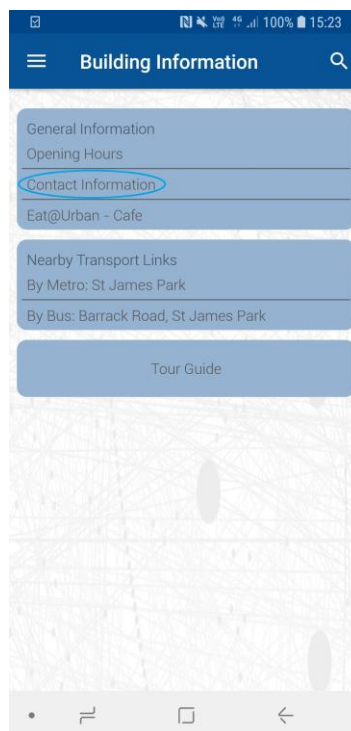 100% 15:23
Building Information
General Information
Opening Hours
Contact Information
Eat@Urban - Cafe
Nearby Transport Links
By Metro: St James Park
By Bus: Barrack Road, St James Park
Tour Guide